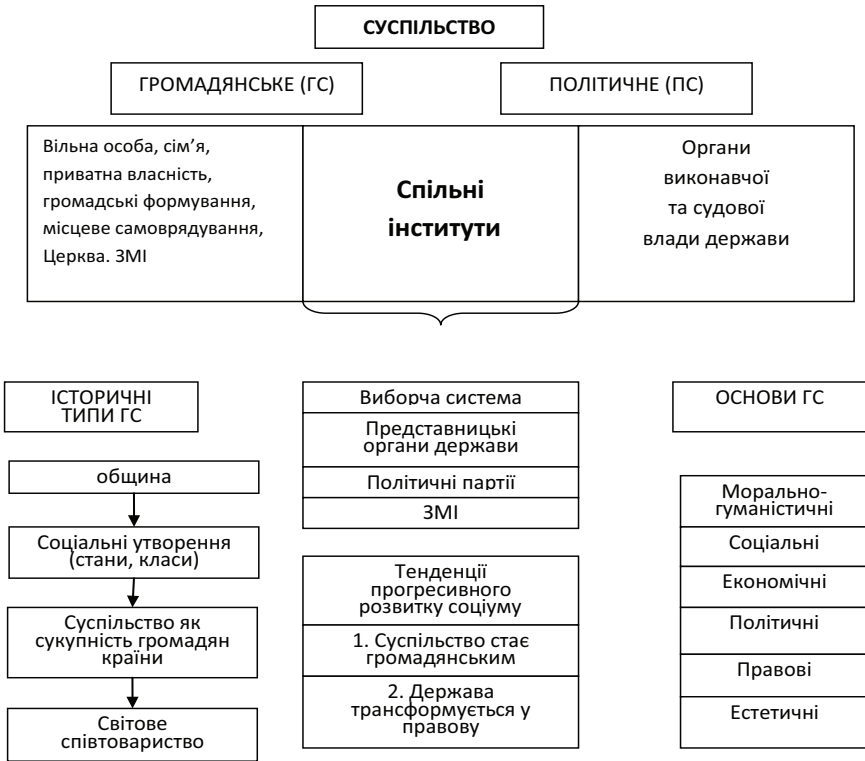 СУСПІЛЬСТВО
ГРОМАДЯНСЬКЕ (ГС)
ПОЛІТИЧНЕ (ПС)
Вільна особа, сім’я,
приватна власність,
громадські формування,
місцеве самоврядування,
Церква. ЗМІ
Спільні
інститути
Органи
виконавчої
та судової
влади держави
ІСТОРИЧНІ
ТИПИ ГС
община
Соціальні утворення
(стани, класи)
Суспільство як
сукупність громадян
країни
Світове
співтовариство
Виборча система
Представницькі
органи держави
Політичні партії
ЗМІ
Тенденції
прогресивного
розвитку соціуму
1. Суспільство стає
громадянським
2. Держава
трансформується у
правову
ОСНОВИ ГС
Морально-
гуманістичні
Соціальні
Економічні
Політичні
Правові
Естетичні